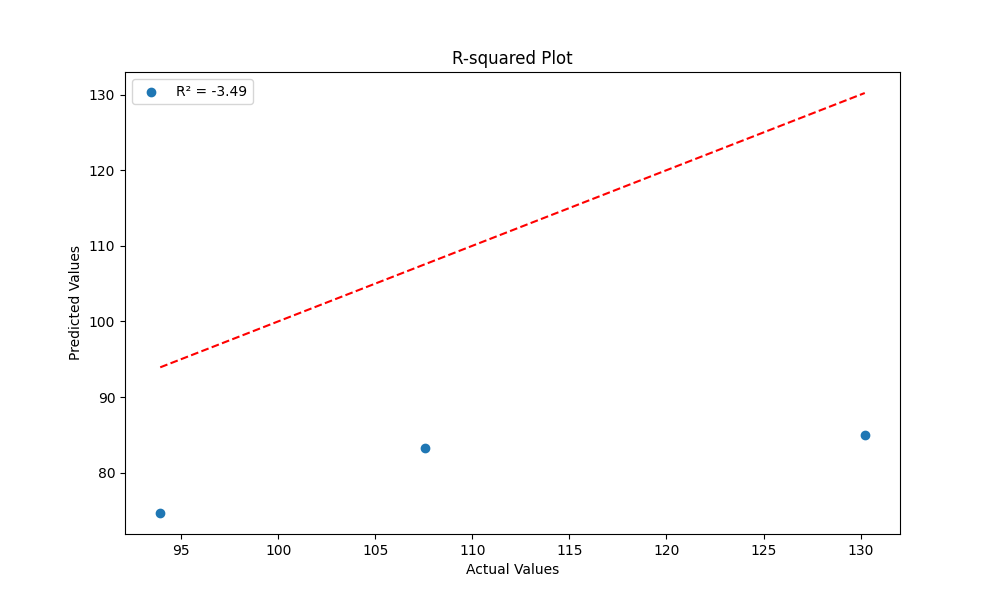 R-squared Plot
R² = -3.49
130
120
110
100
90
80
Predicted Values
95 100 105 110 115 120 125 130
Actual Values